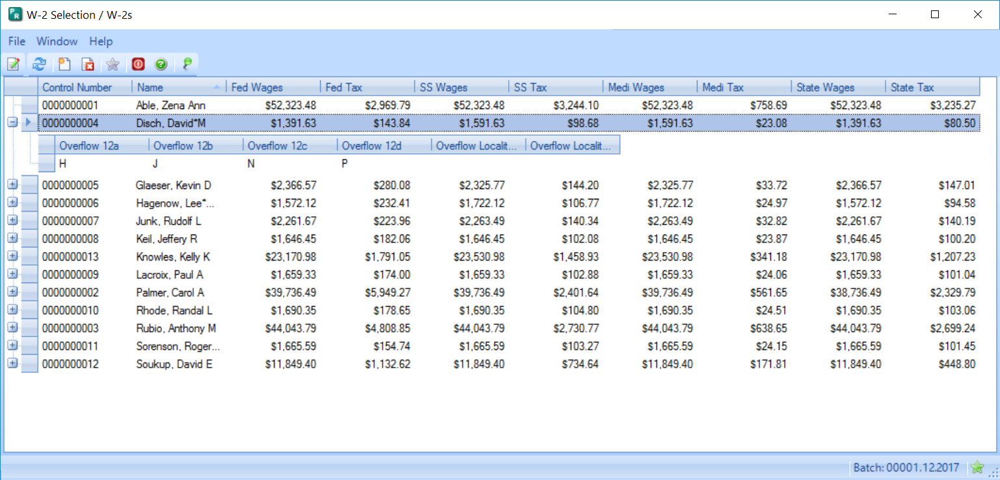 PR W-2 Selection / W-2s
File Window Help
Control Number Name Fed Wages Fed Tax SS Wages SS Tax Medi Wages Medi Tax State Wages State Tax
0000000001 Able, Zena Ann $52,323.48 $2,969.79 $52,323.48 $3,244.10 $52,323.48 $758.69 $52,323.48 $3,235.27
0000000004 Disch, David*M $1,391.63 $143.84 $1,591.63 $98.68 $1,591.63 $23.08 $1,391.63 $80.50
Overflow 12a Overflow 12b Overflow 12c Overflow 12d Overflow Localit... Overflow Localit...
H J N P
0000000005 Glaeser, Kevin D $2,366.57 $280.08 $2,325.77 $144.20 $2,325.77 $33.72 $2,366.57 $147.01
0000000006 Hagenow, Lee*... $1,572.12 $232.41 $1,722.12 $106.77 $1,722.12 $24.97 $1,572.12 $94.58
0000000007 Junk, Rudolf L $2,261.67 $223.96 $2,263.49 $140.34 $2,263.49 $32.82 $2,261.67 $140.19
0000000008 Keil, Jeffery R $1,646.45 $182.06 $1,646.45 $102.08 $1,646.45 $23.87 $1,646.45 $100.20
0000000013 Knowles, Kelly K $23,170.98 $1,791.05 $23,530.98 $1,458.93 $23,530.98 $341.18 $23,170.98 $1,207.23
0000000009 Lacroix, Paul A $1,659.33 $174.00 $1,659.33 $102.88 $1,659.33 $24.06 $1,659.33 $101.04
0000000002 Palmer, Carol A $39,736.49 $5,949.27 $39,736.49 $2,401.64 $39,736.49 $561.65 $38,736.49 $2,329.79
0000000010 Rhode, Randal L $1,690.35 $178.65 $1,690.35 $104.80 $1,690.35 $24.51 $1,690.35 $103.06
0000000003 Rubio, Anthony M $44,043.79 $4,808.85 $44,043.79 $2,730.77 $44,043.79 $638.65 $44,043.79 $2,699.24
0000000011 Sorenson, Roger... $1,665.59 $154.74 $1,665.59 $103.27 $1,665.59 $24.15 $1,665.59 $101.45
0000000012 Soukup, David E $11,849.40 $1,132.62 $11,849.40 $734.64 $11,849.40 $171.81 $11,849.40 $448.80
Batch: 00001.12.2017